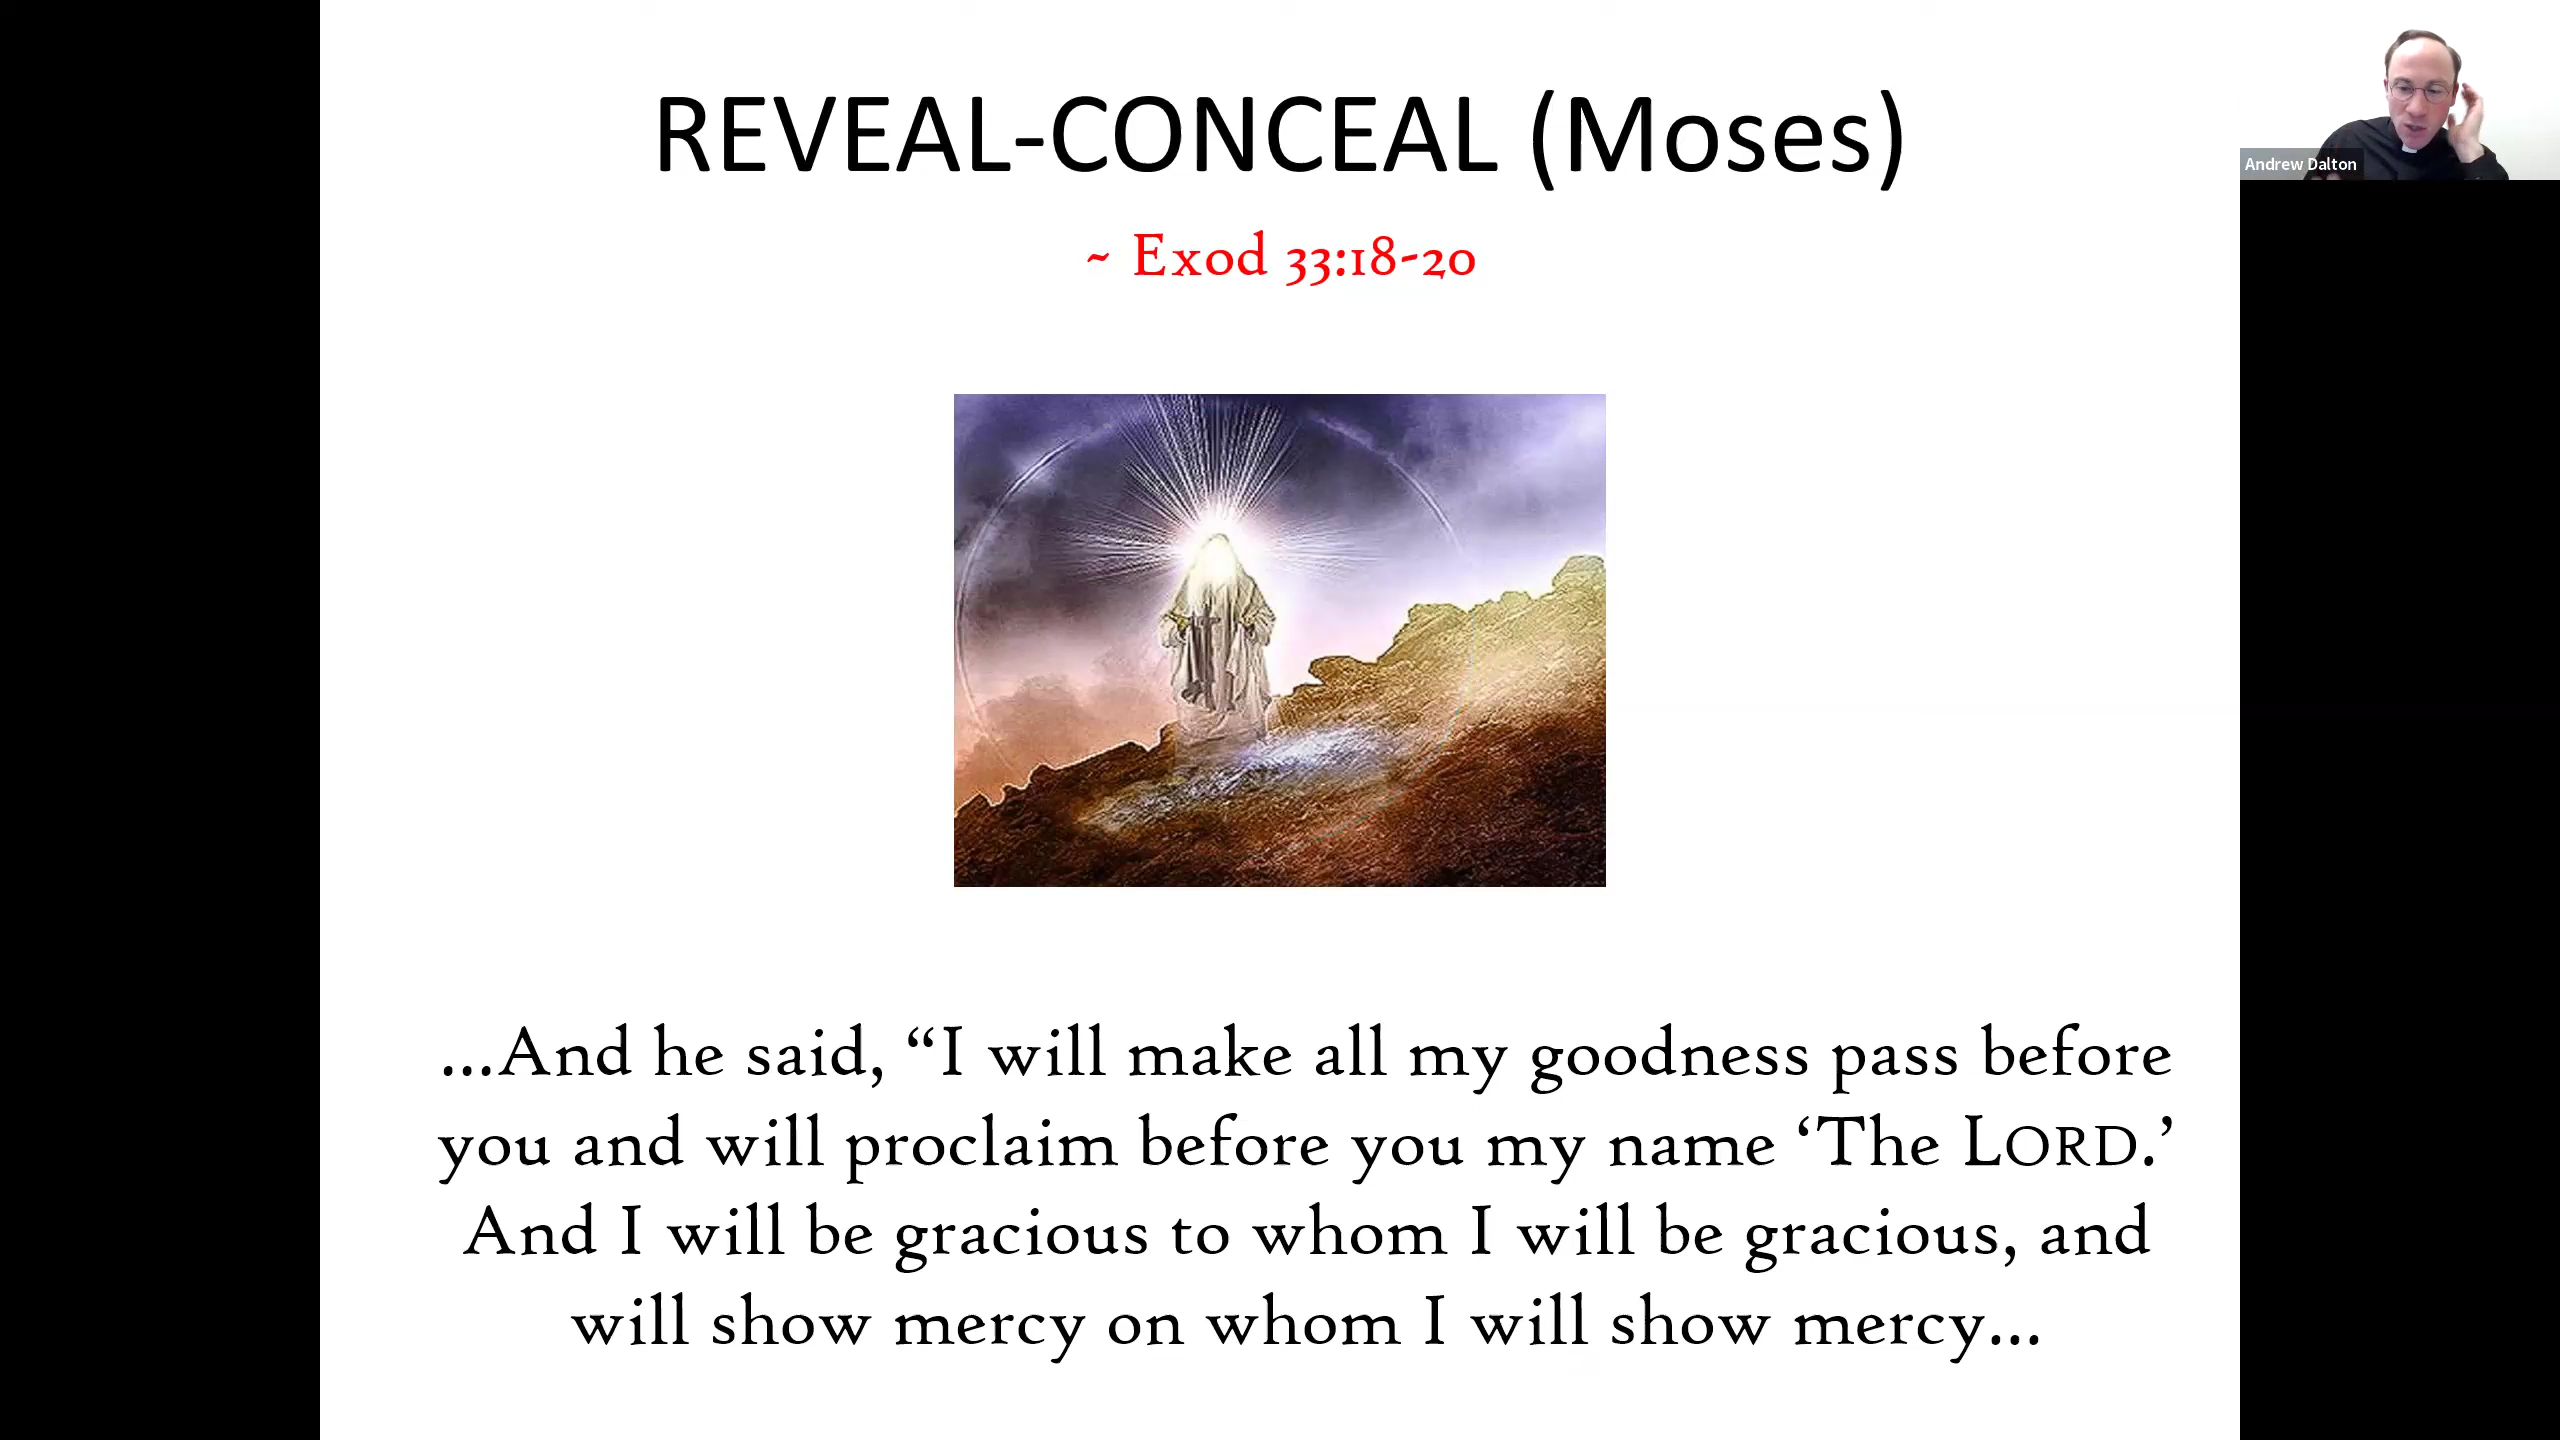 REVEAL-CONCEAL (Moses)
Andrew Dalton
~ Exod 33:18-20
...And he said, “I will make all my goodness pass before
you and will proclaim before you my name ‘The LORD.’
And I will be gracious to whom I will be gracious, and
will show mercy on whom I will show mercy...